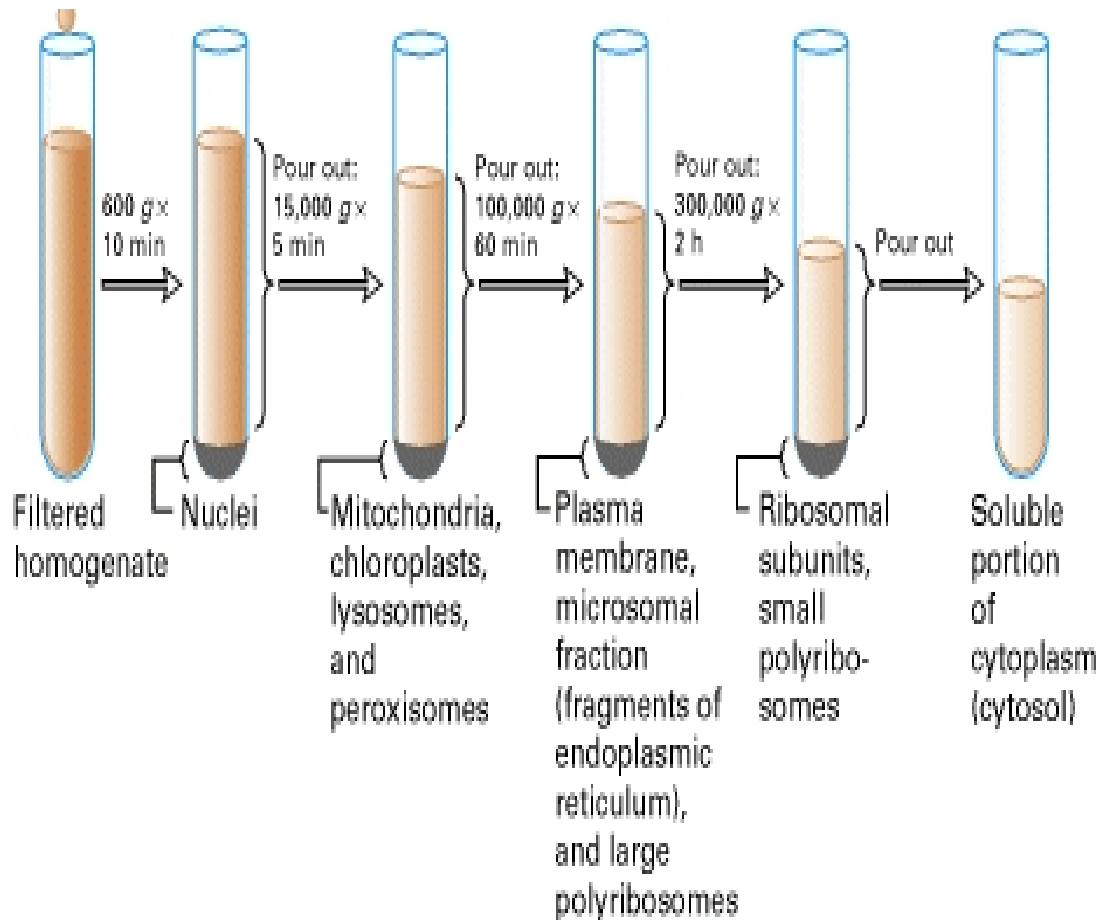 600 g×
10 min
Pour out:
15,000 g×
5 min
Pour out:
100,000 g×
60 min
Pour out:
300,000 g×
2 h
Pour out
Filtered
homogenate
Nuclei
Mitochondria,
chloroplasts,
lysosomes,
and
peroxisomes
Plasma
membrane,
microsomal
fraction
(fragments of
endoplasmic
reticulum),
and large
polyribosomes
Ribosomal
subunits,
small
polyribo-
somes
Soluble
portion
of
cytoplasm
(cytosol)